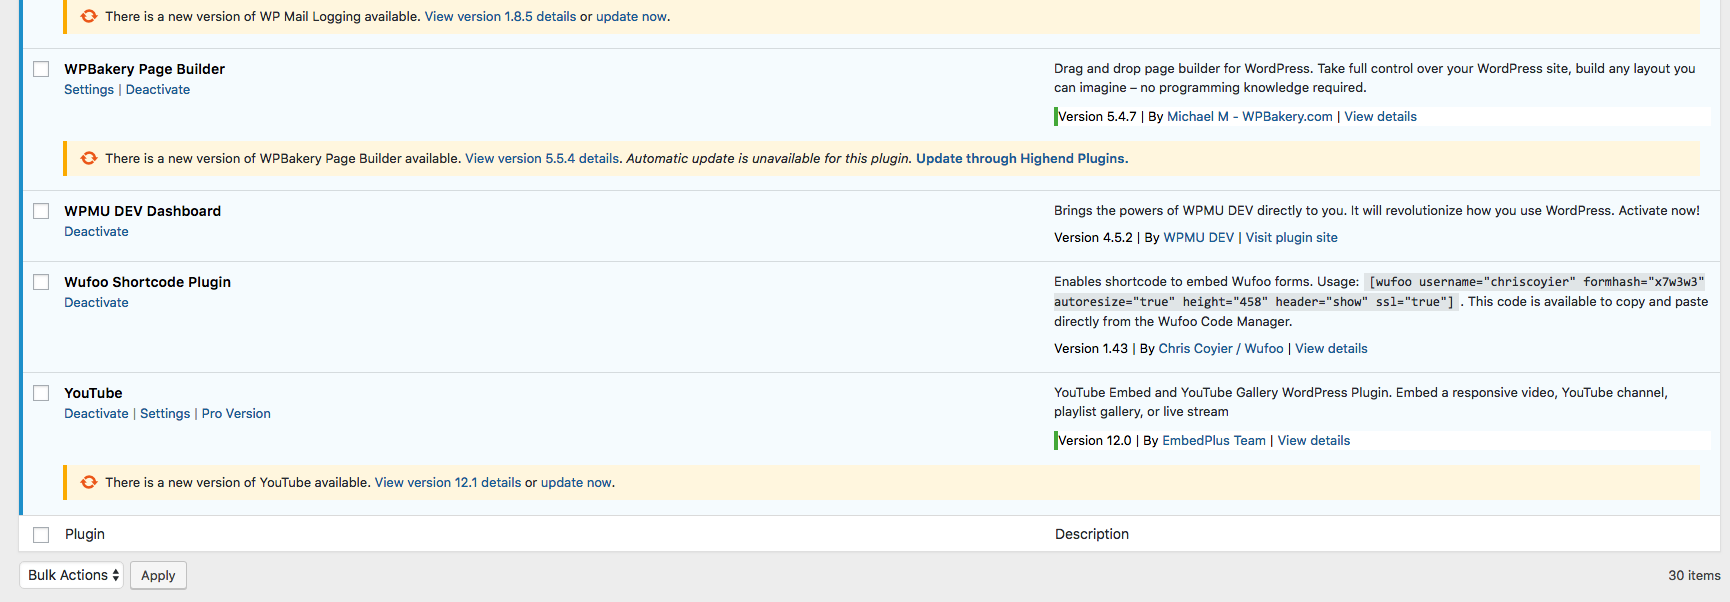 There is a new version of WP Mail Logging available. View version 1.8.5 details or update now.
WPBakery Page Builder
Settings | Deactivate
Drag and drop page builder for WordPress. Take full control over your WordPress site, build any layout you
can imagine – no programming knowledge required.
Version 5.4.7 | By Michael M - WPBakery.com | View details
There is a new version of WPBakery Page Builder available. View version 5.5.4 details. Automatic update is unavailable for this plugin. Update through Highend Plugins.
WPMU DEV Dashboard
Deactivate
Brings the powers of WPMU DEV directly to you. It will revolutionize how you use WordPress. Activate now!
Version 4.5.2 | By WPMU DEV | Visit plugin site
Wufoo Shortcode Plugin
Deactivate
Enables shortcode to embed Wufoo forms. Usage: [wufoo username="chriscoyier" formhash="x7w3w3"
autoresize="true" height="458" header="show" ssl="true"] . This code is available to copy and paste
directly from the Wufoo Code Manager.
Version 1.43 | By Chris Coyier / Wufoo | View details
YouTube
Deactivate | Settings | Pro Version
YouTube Embed and YouTube Gallery WordPress Plugin. Embed a responsive video, YouTube channel,
playlist gallery, or live stream
Version 12.0 | By EmbedPlus Team | View details
There is a new version of YouTube available. View version 12.1 details or update now.
Plugin
Description
Bulk Actions
Apply
30 items